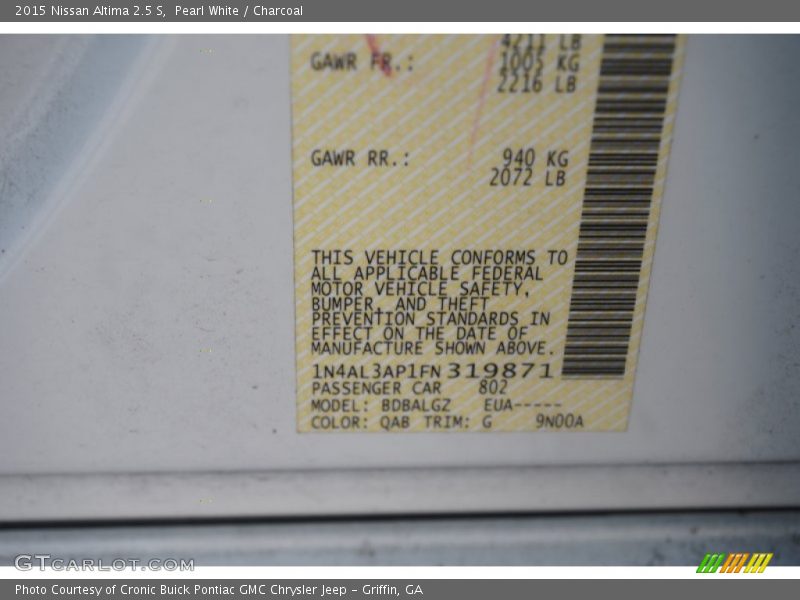 2015 Nissan Altima 2.5 S,  Pearl White / Charcoal
4211 LB
GAWR FR.: 1005 KG
2216 LB
GAWR RR.: 940 KG
2072 LB
THIS VEHICLE CONFORMS TO
ALL APPLICABLE FEDERAL
MOTOR VEHICLE SAFETY,
BUMPER, AND THEFT
PREVENTION STANDARDS IN
EFFECT ON THE DATE OF
MANUFACTURE SHOWN ABOVE.
1N4AL3AP1FN319871
PASSENGER CAR 802
MODEL: BDBALGZ EUA-----
COLOR: QAB TRIM: G 9N00A
GTCARLOT.COM
Photo Courtesy of Cronic Buick Pontiac GMC Chrysler Jeep - Griffin, GA